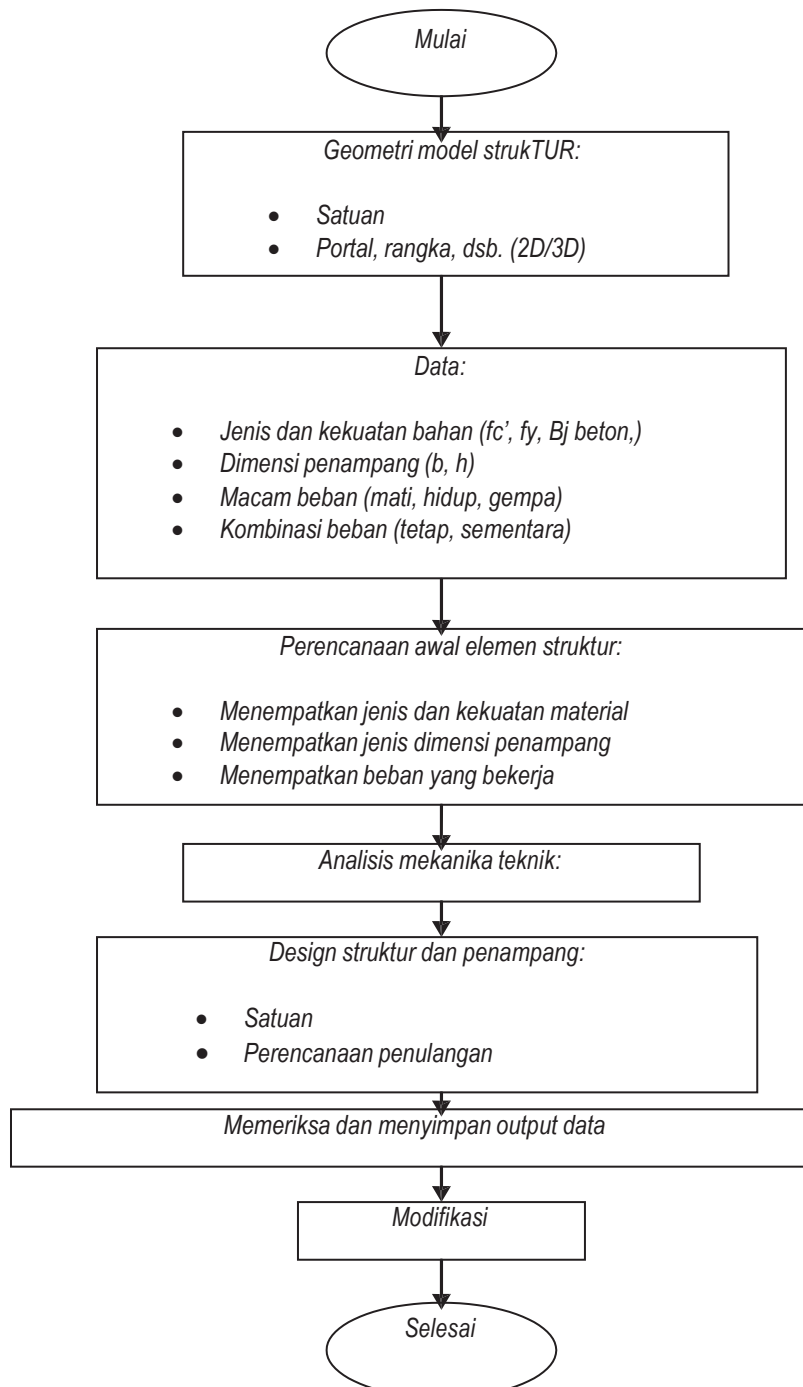 Mulai
Geometri model strukTUR:
• Satuan
• Portal, rangka, dsb. (2D/3D)
Data:
• Jenis dan kekuatan bahan (fc', fy, Bj beton,)
• Dimensi penampang (b, h)
• Macam beban (mati, hidup, gempa)
• Kombinasi beban (tetap, sementara)
Perencanaan awal elemen struktur:
• Menempatkan jenis dan kekuatan material
• Menempatkan jenis dimensi penampang
• Menempatkan beban yang bekerja
Analisis mekanika teknik:
Design struktur dan penampang:
• Satuan
• Perencanaan penulangan
Memeriksa dan menyimpan output data
Modifikasi
Selesai